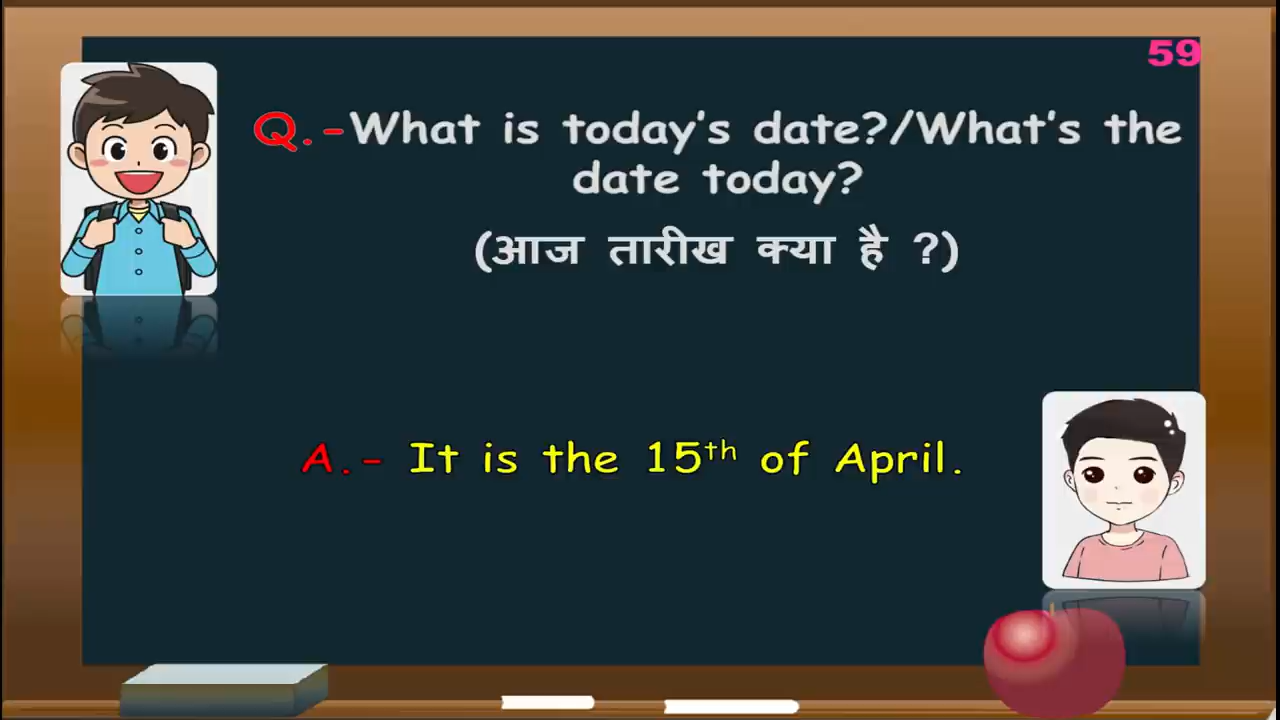 59
Q.-What is today's date?/What's the
date today?
(आज तारीख क्या है ?)
A.- It is the 15th of April.